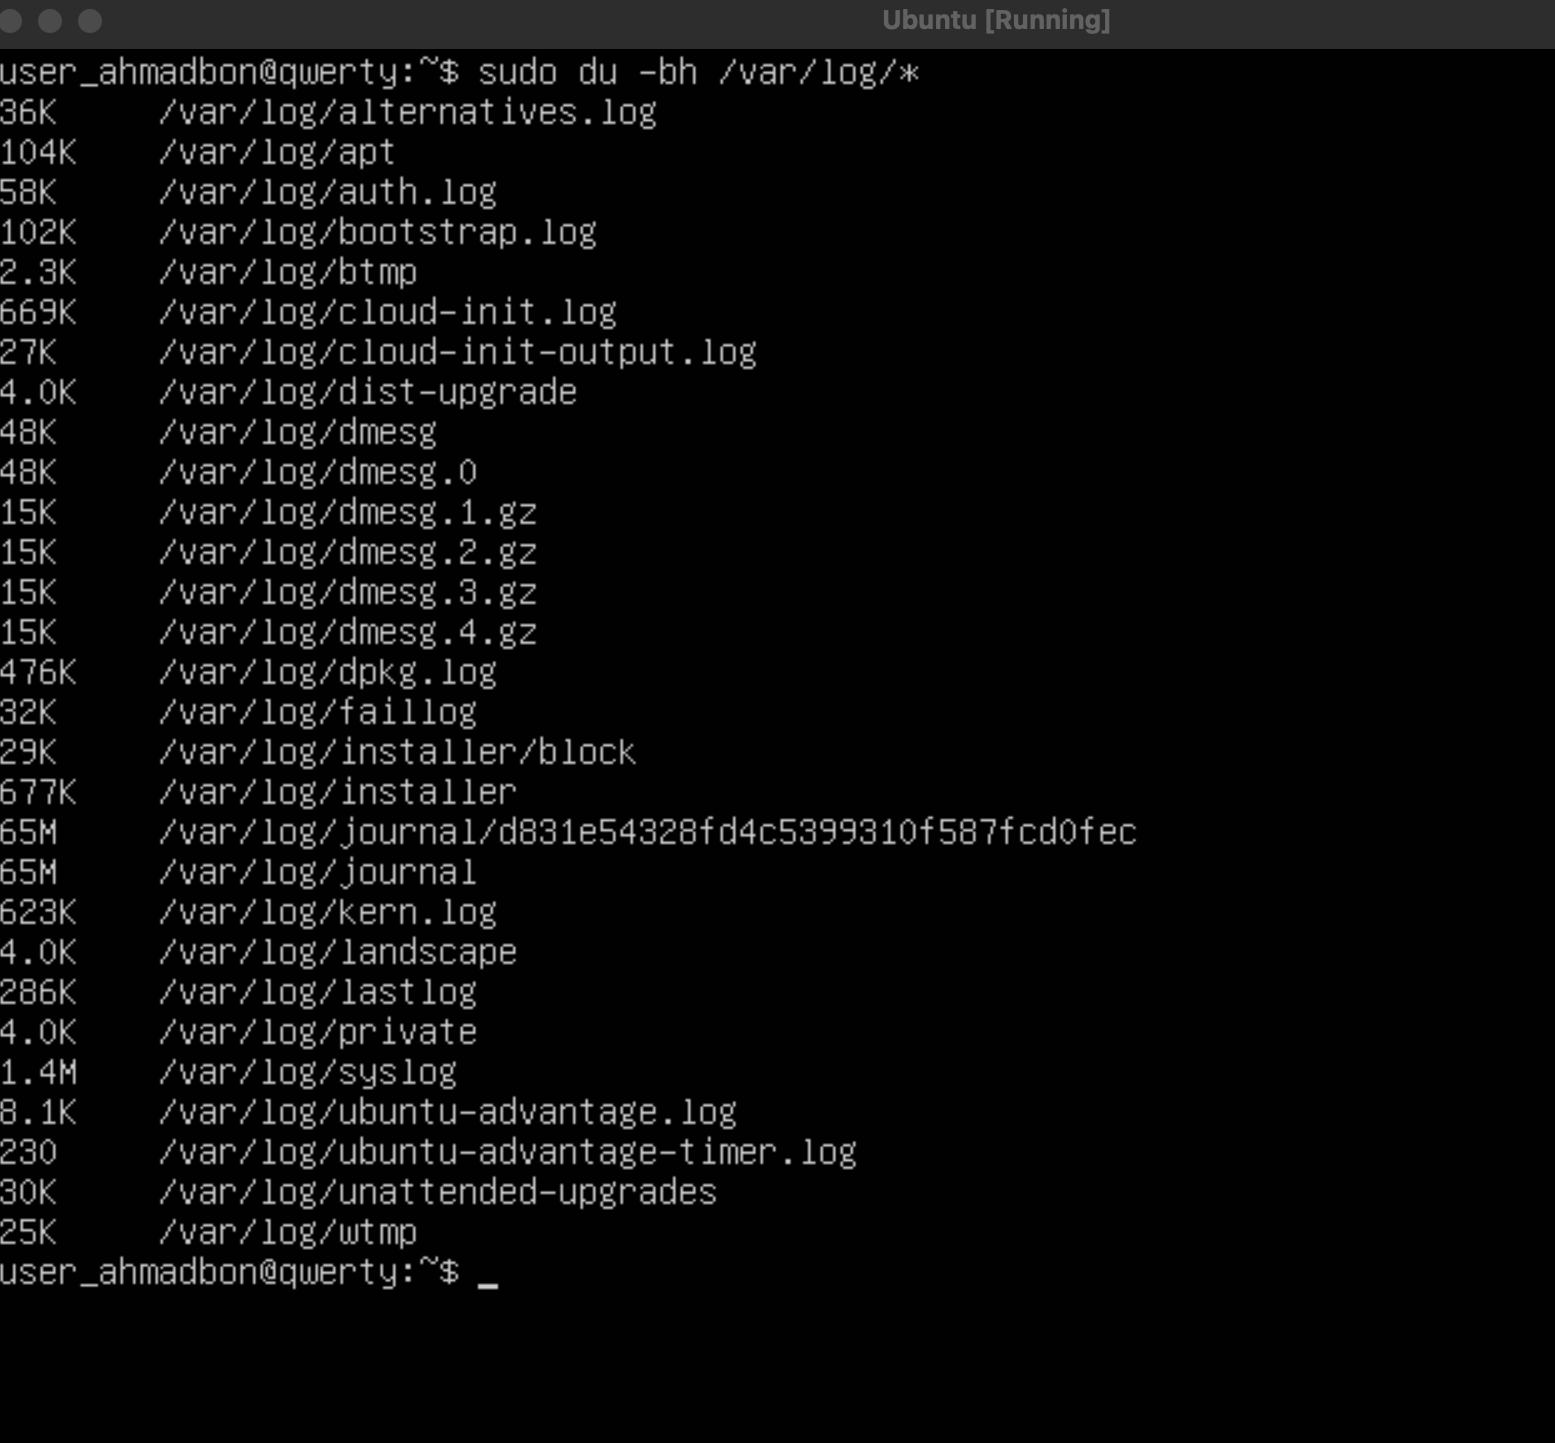 Ubuntu [Running]
user_ahmadbon@qwerty:~$ sudo du -bh /var/log/*
36K /var/log/alternatives.log
104K /var/log/apt
58K /var/log/auth.log
102K /var/log/bootstrap.log
2.3K /var/log/btmp
669K /var/log/cloud-init.log
27K /var/log/cloud-init-output.log
4.0K /var/log/dist-upgrade
48K /var/log/dmesg
48K /var/log/dmesg.0
15K /var/log/dmesg.1.gz
15K /var/log/dmesg.2.gz
15K /var/log/dmesg.3.gz
15K /var/log/dmesg.4.gz
476K /var/log/dpkg.log
32K /var/log/faillog
29K /var/log/installer/block
677K /var/log/installer
65M /var/log/journal/d831e54328fd4c5399310f587fcd0fec
65M /var/log/journal
623K /var/log/kern.log
4.0K /var/log/landscape
286K /var/log/lastlog
4.0K /var/log/private
1.4M /var/log/syslog
8.1K /var/log/ubuntu-advantage.log
230 /var/log/ubuntu-advantage-timer.log
30K /var/log/unattended-upgrades
25K /var/log/wtmp
user_ahmadbon@qwerty:~$ _